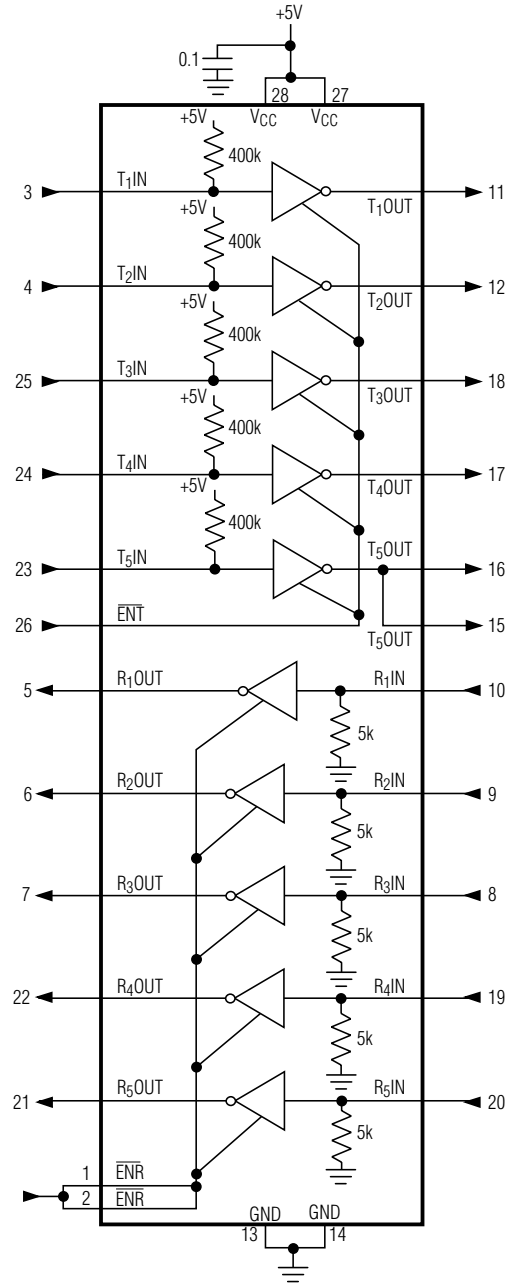 +5V
0.1
28 27
VCC VCC
+5V
400k
3 T1IN T1OUT 11
+5V
400k
4 T2IN T2OUT 12
+5V
400k
25 T3IN T3OUT 18
+5V
400k
24 T4IN T4OUT 17
+5V
400k
23 T5IN T5OUT 16
26 ENT 15
T5OUT
5 R1OUT R1IN 10
5k
6 R2OUT R2IN 9
5k
7 R3OUT R3IN 8
5k
22 R4OUT R4IN 19
5k
21 R5OUT R5IN 20
5k
1 ENR
2 ENR
GND GND
13 14